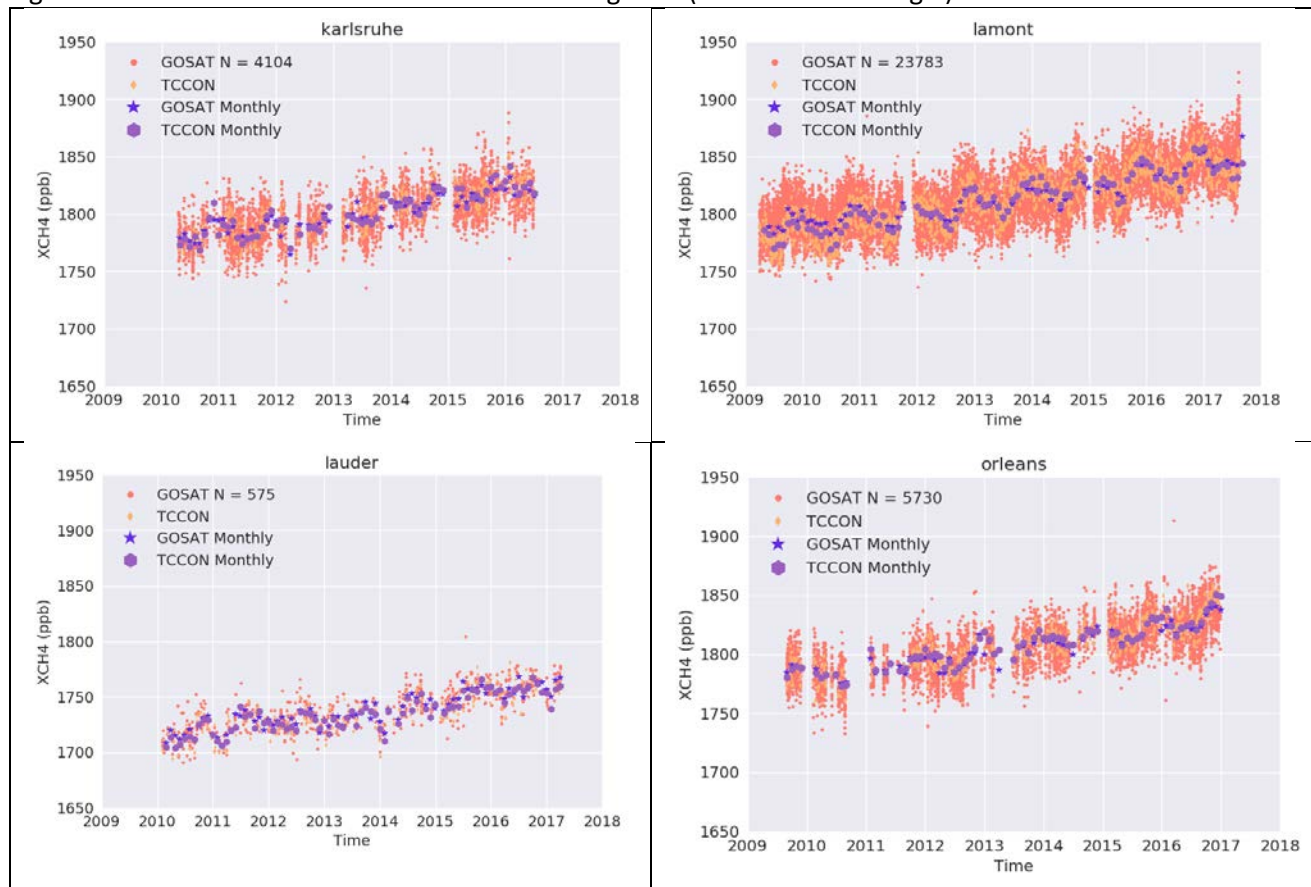 karlsruhe
1950
1900
1850
1800
1750
1700
1650
XCH4 (ppb)
GOSAT N = 4104
TCCON
GOSAT Monthly
TCCON Monthly
2009 2010 2011 2012 2013 2014 2015 2016 2017 2018
Time
lamont
1950
1900
1850
1800
1750
1700
1650
XCH4 (ppb)
GOSAT N = 23783
TCCON
GOSAT Monthly
TCCON Monthly
2009 2010 2011 2012 2013 2014 2015 2016 2017 2018
Time
lauder
1950
1900
1850
1800
1750
1700
1650
XCH4 (ppb)
GOSAT N = 575
TCCON
GOSAT Monthly
TCCON Monthly
2009 2010 2011 2012 2013 2014 2015 2016 2017 2018
Time
orleans
1950
1900
1850
1800
1750
1700
1650
XCH4 (ppb)
GOSAT N = 5730
TCCON
GOSAT Monthly
TCCON Monthly
2009 2010 2011 2012 2013 2014 2015 2016 2017 2018
Time